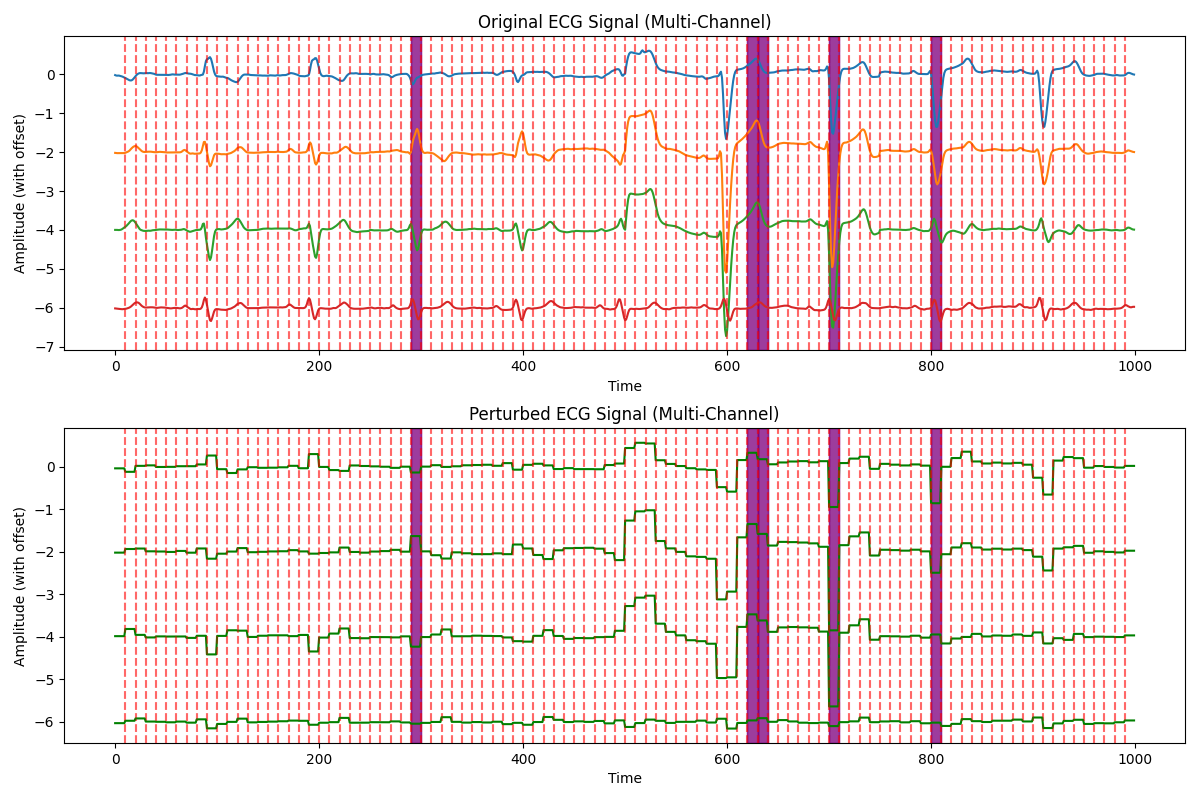 Original ECG Signal (Multi-Channel)
Amplitude (with offset)
0
−1
−2
−3
−4
−5
−6
−7
0 200 400 600 800 1000
Time
Perturbed ECG Signal (Multi-Channel)
Amplitude (with offset)
0
−1
−2
−3
−4
−5
−6
0 200 400 600 800 1000
Time